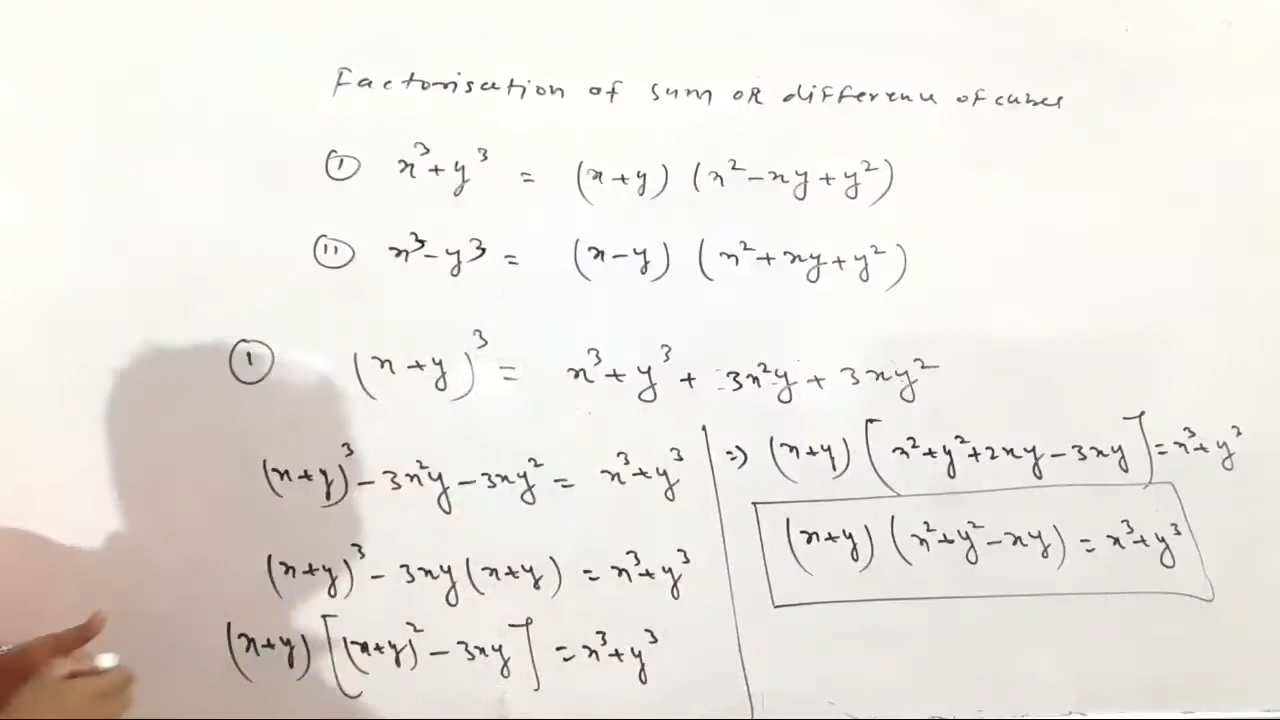 Factorisation of sum OR difference of cubes
(I) x³+y³ = (x+y) (x²-xy+y²)
(II) x³-y³ = (x-y) (x²+xy+y²)
(1) (x+y)³ = x³+y³+3x²y+3xy²
(x+y)³-3x²y-3xy² = x³+y³
(x+y)³-3xy(x+y) = x³+y³
(x+y)[(x+y)²-3xy] = x³+y³
=> (x+y)[x²+y²+2xy-3xy] = x³+y³
(x+y)(x²+y²-xy) = x³+y³